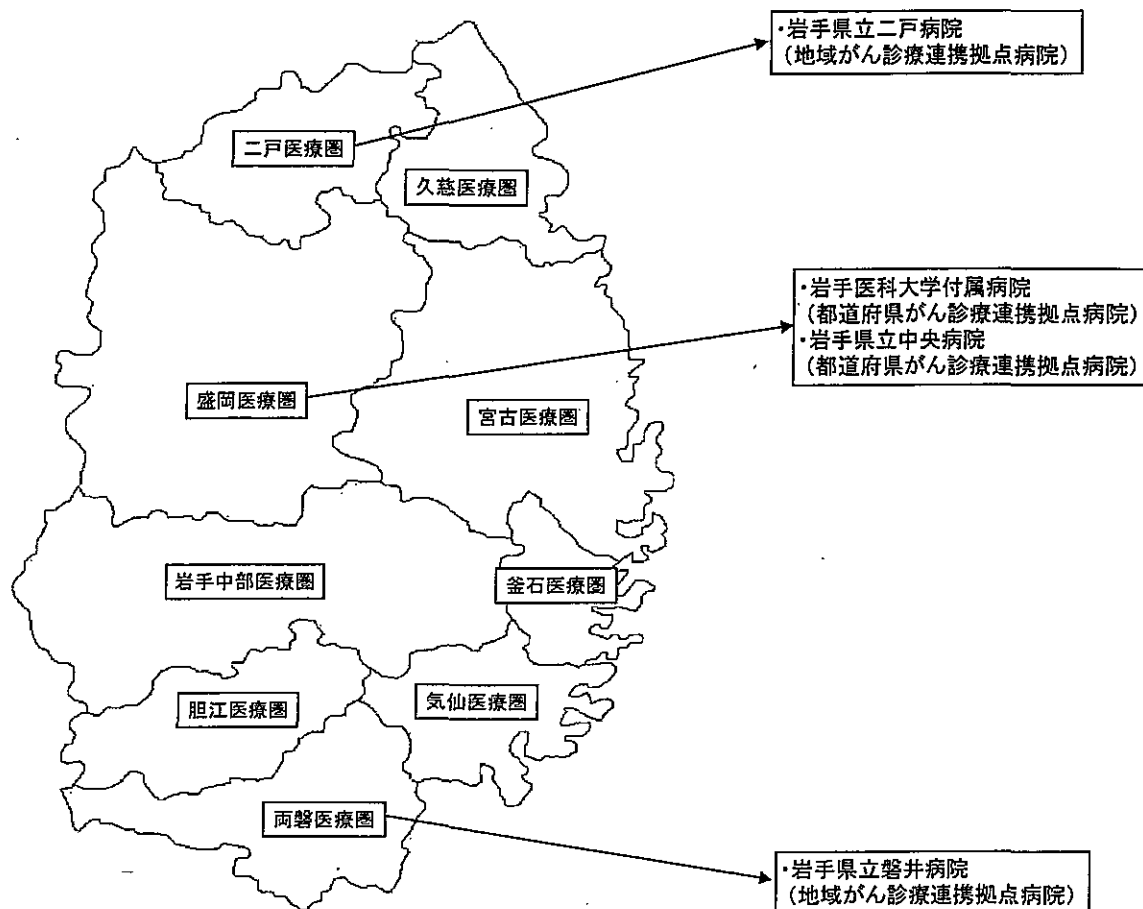 ・岩手県立二戸病院
(地域がん診療連携拠点病院)
二戸医療圏
久慈医療圏
・岩手医科大学付属病院
(都道府県がん診療連携拠点病院)
・岩手県立中央病院
(都道府県がん診療連携拠点病院)
盛岡医療圏
宮古医療圏
岩手中部医療圏
釜石医療圏
胆江医療圏
気仙医療圏
両磐医療圏
・岩手県立磐井病院
(地域がん診療連携拠点病院)